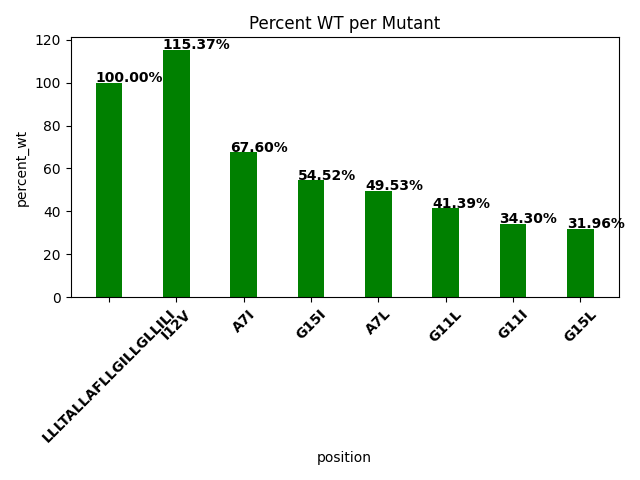 Percent WT per Mutant
percent_wt
120
100
80
60
40
20
0
100.00%
115.37%
67.60%
54.52%
49.53%
41.39%
34.30%
31.96%
LLLTALLAFLLGILLGLLILI
I12V
A7I
G15I
A7L
G11L
G11I
G15L
position